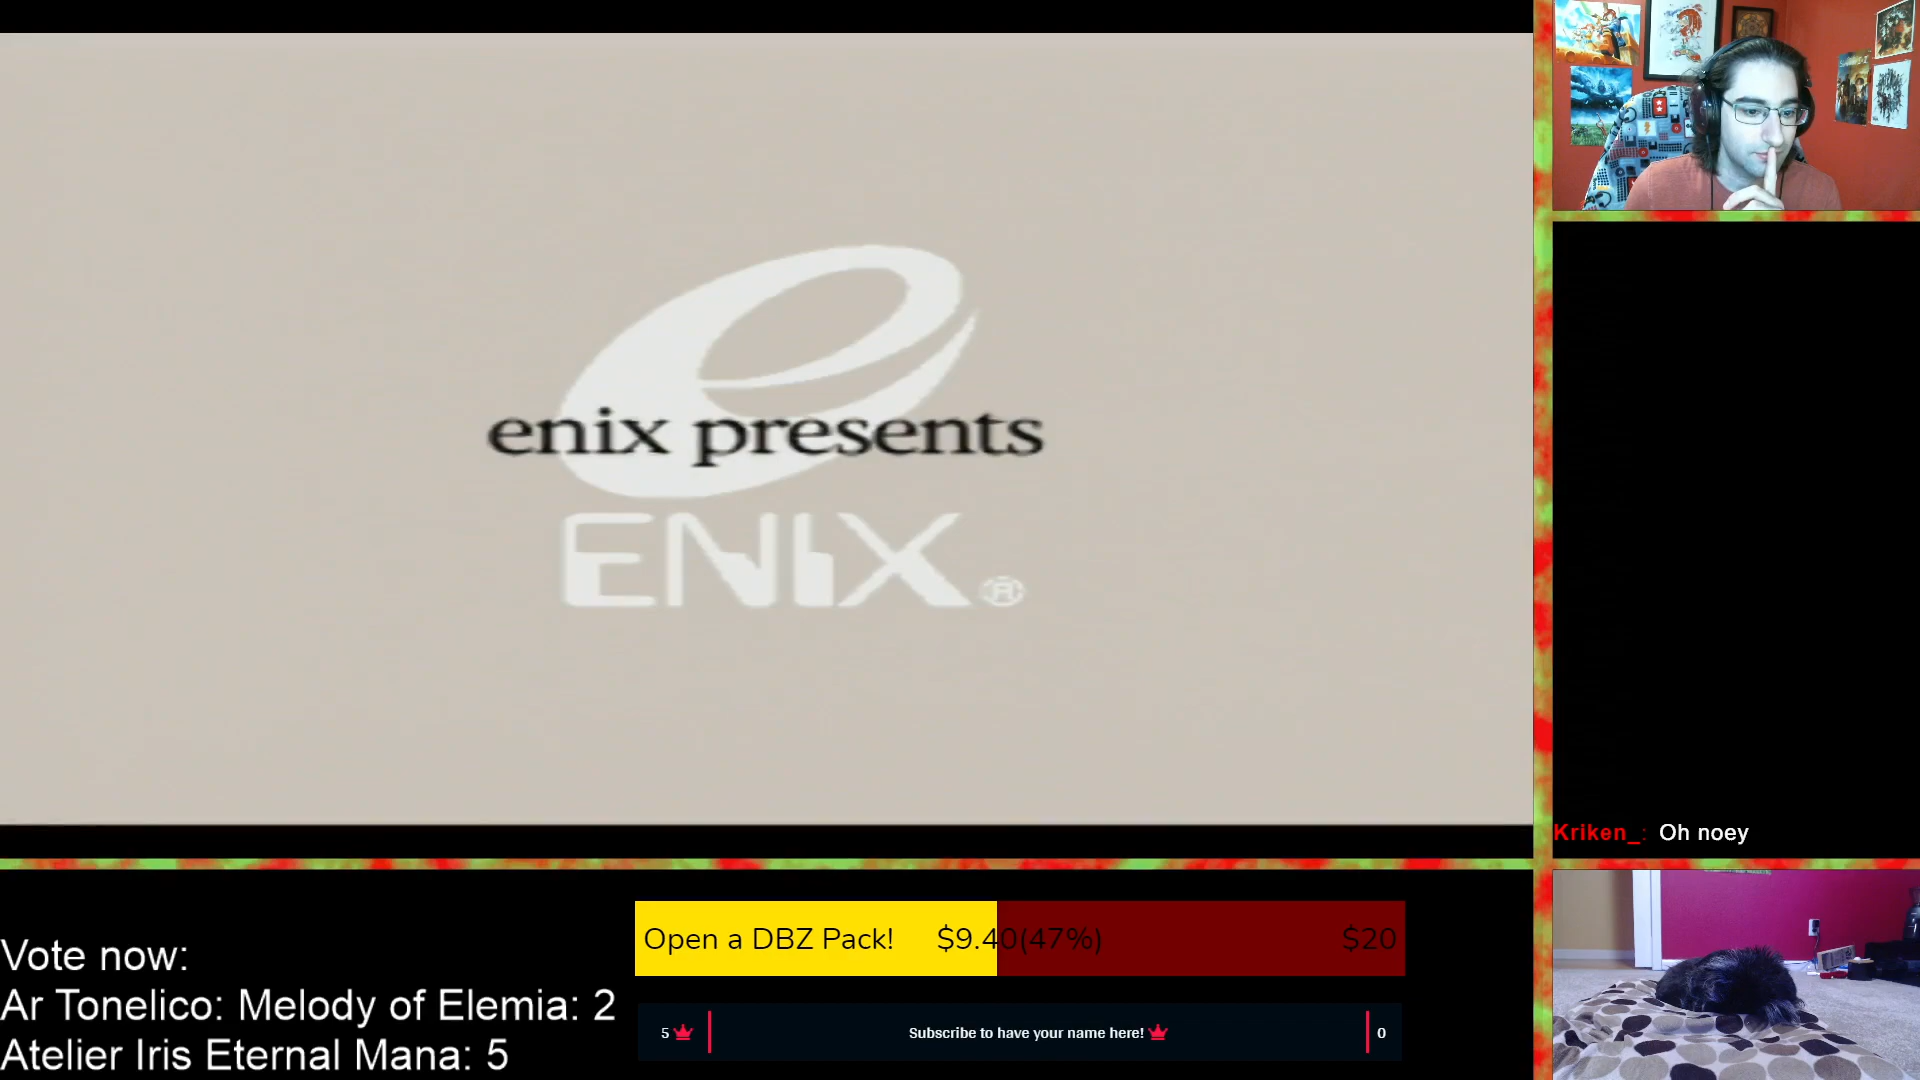 enix presents
ENIX®
Kriken_: Oh noey
Open a DBZ Pack! $9.40(47%) $20
Vote now:
Ar Tonelico: Melody of Elemia: 2
Atelier Iris Eternal Mana: 5
5 Subscribe to have your name here! 0